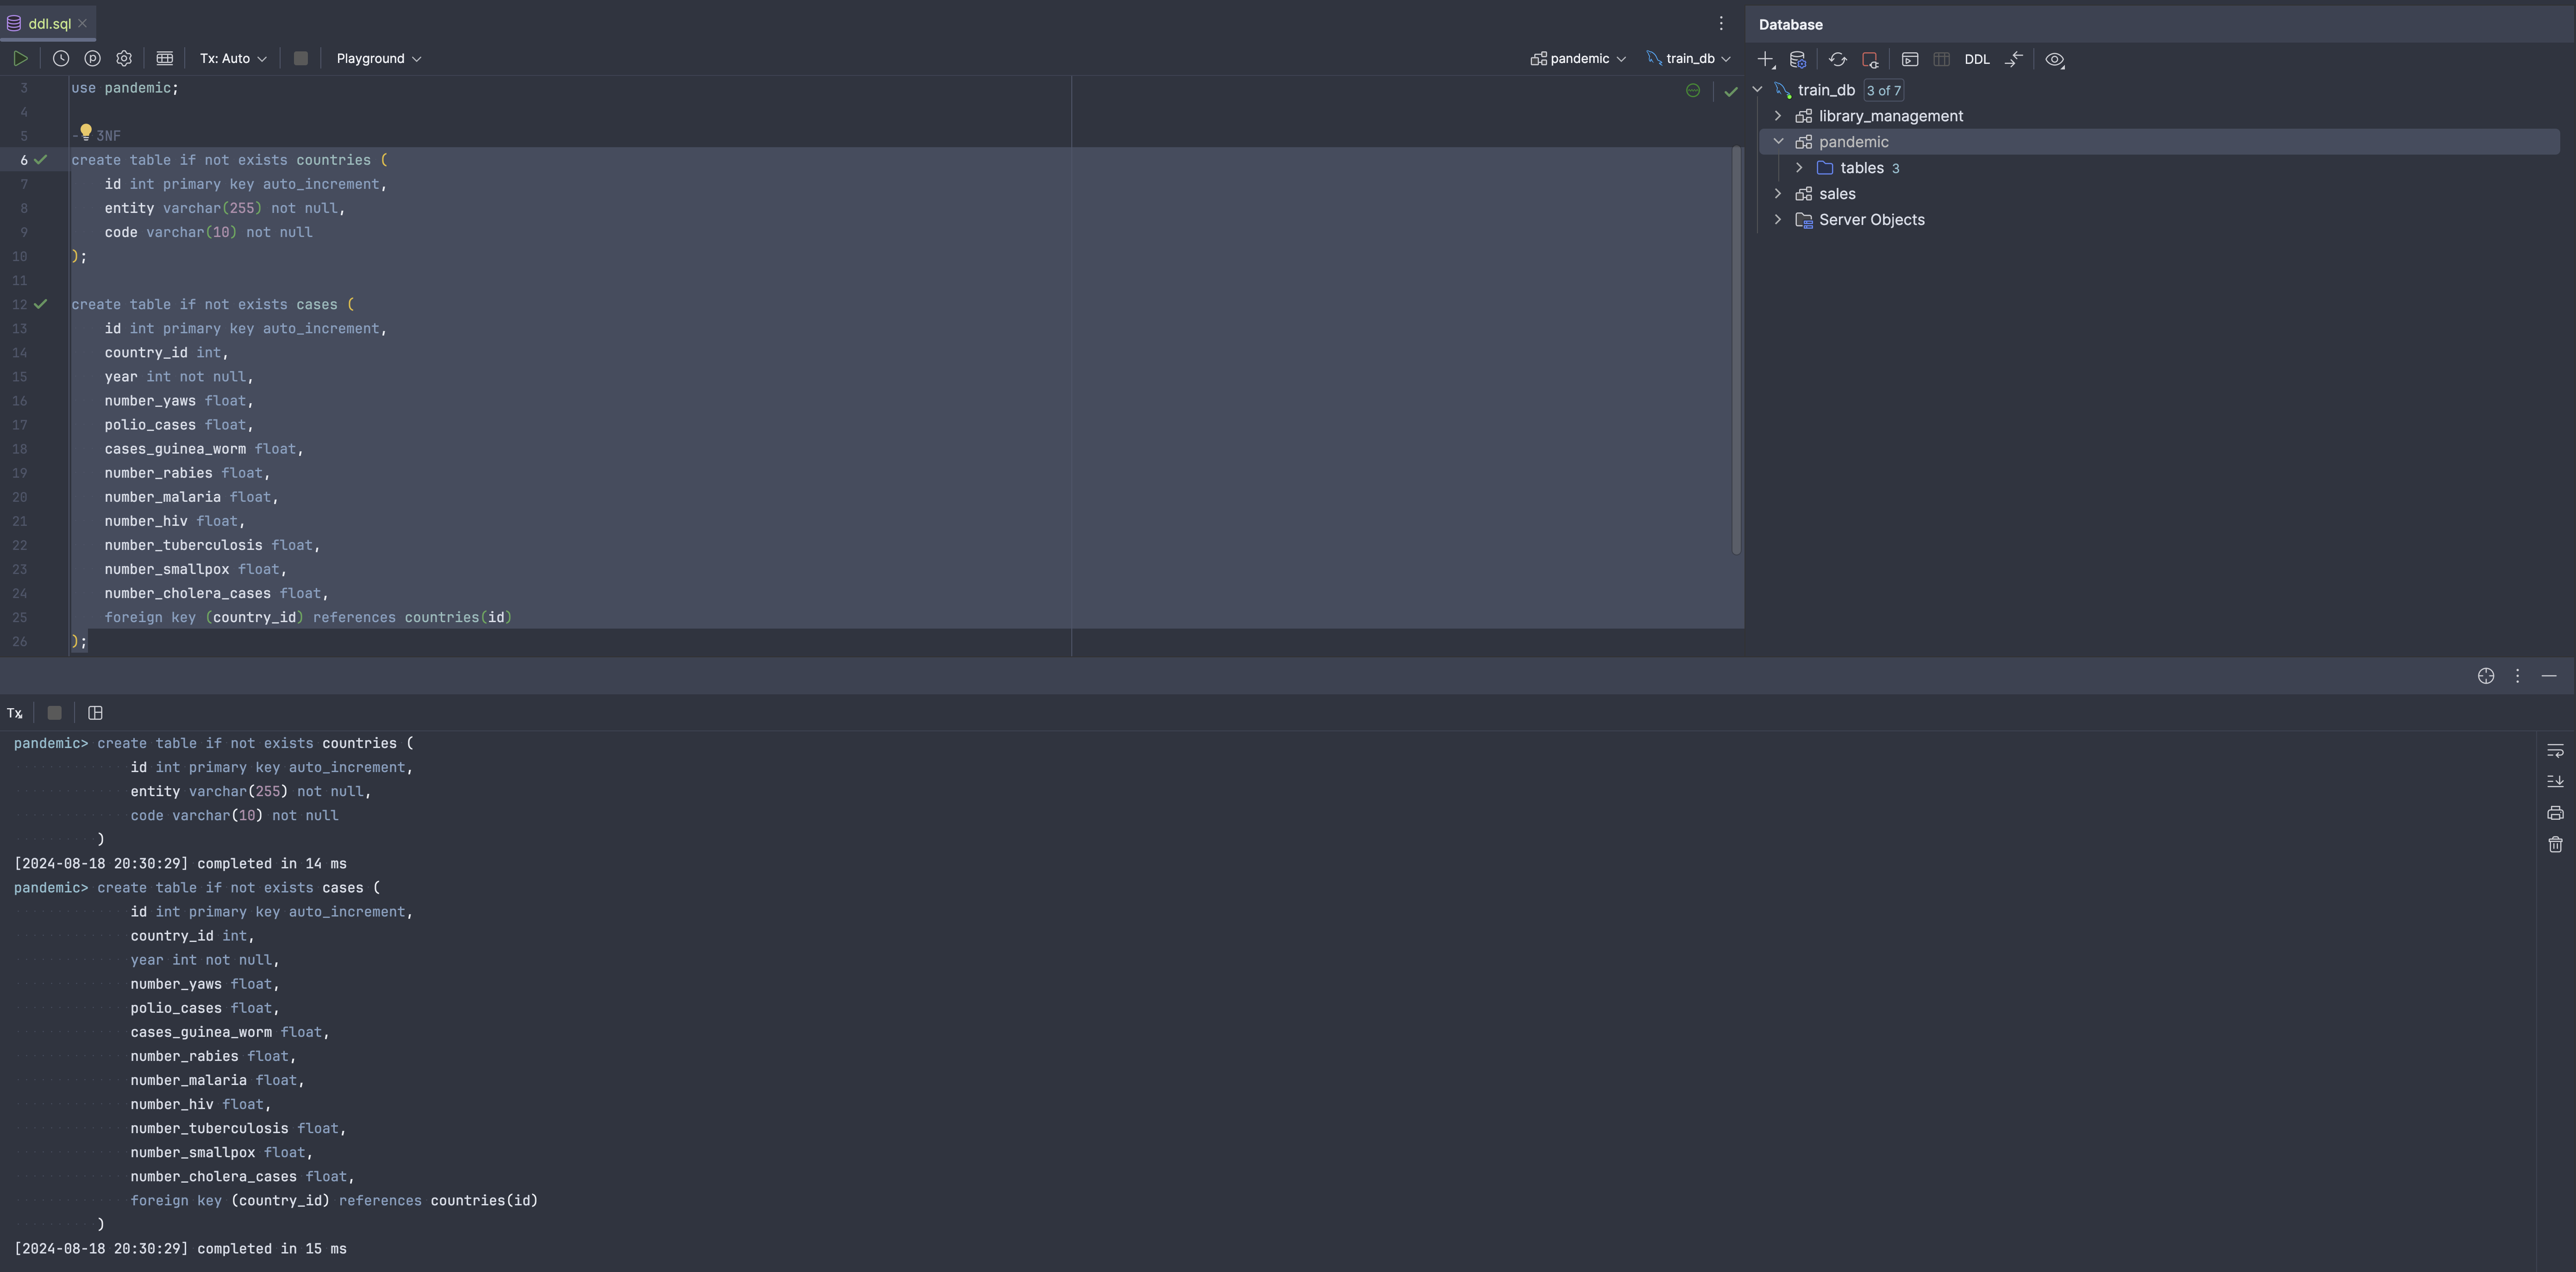 ddl.sql
Tx: Auto
Playground
pandemic
train_db
3 use pandemic;
4
5 - 3NF
6 create table if not exists countries (
7 id int primary key auto_increment,
8 entity varchar(255) not null,
9 code varchar(10) not null
10 );
11
12 create table if not exists cases (
13 id int primary key auto_increment,
14 country_id int,
15 year int not null,
16 number_yaws float,
17 polio_cases float,
18 cases_guinea_worm float,
19 number_rabies float,
20 number_malaria float,
21 number_hiv float,
22 number_tuberculosis float,
23 number_smallpox float,
24 number_cholera_cases float,
25 foreign key (country_id) references countries(id)
26 );
Database
DDL
train_db 3 of 7
library_management
pandemic
tables 3
sales
Server Objects
Tx
pandemic> create table if not exists countries (
id int primary key auto_increment,
entity varchar(255) not null,
code varchar(10) not null
)
[2024-08-18 20:30:29] completed in 14 ms
pandemic> create table if not exists cases (
id int primary key auto_increment,
country_id int,
year int not null,
number_yaws float,
polio_cases float,
cases_guinea_worm float,
number_rabies float,
number_malaria float,
number_hiv float,
number_tuberculosis float,
number_smallpox float,
number_cholera_cases float,
foreign key (country_id) references countries(id)
)
[2024-08-18 20:30:29] completed in 15 ms